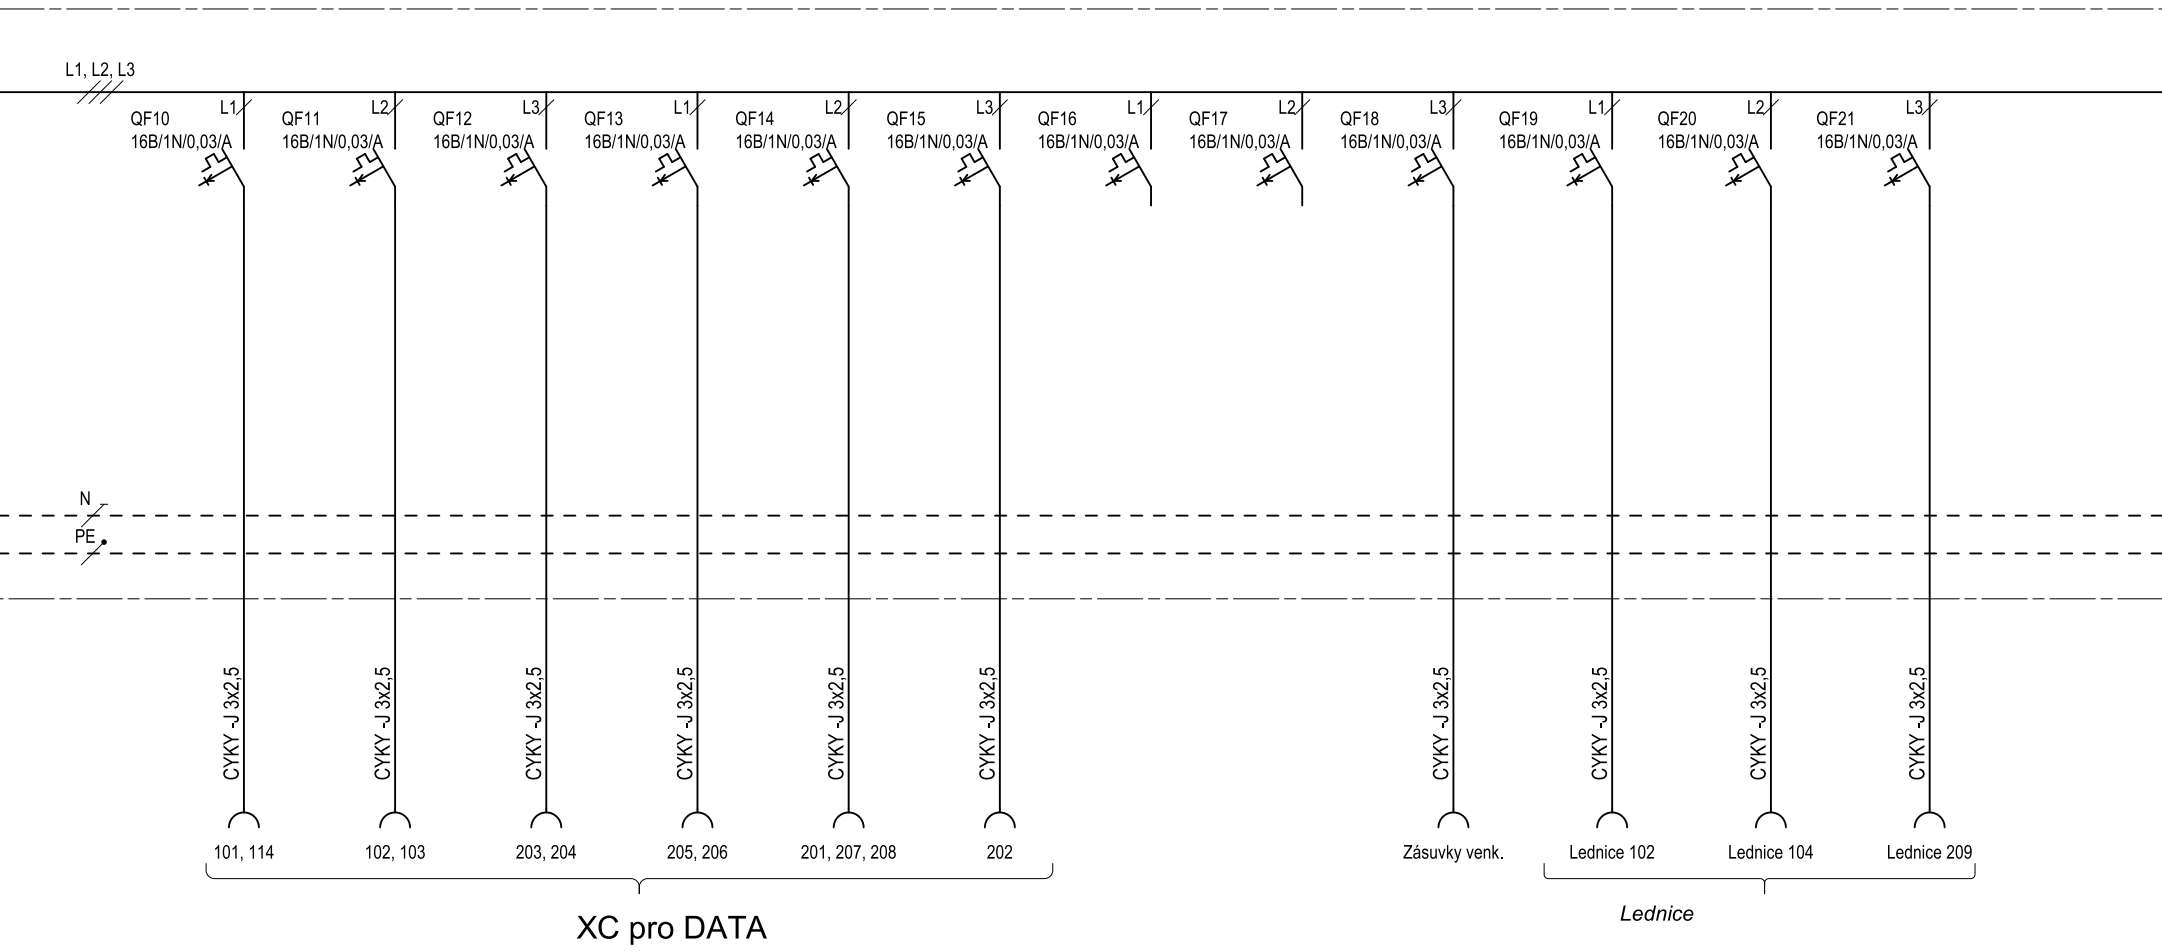 L1, L2, L3
L1 L2 L3 L1 L2 L3 L1 L2 L3 L1 L2 L3
QF10 QF11 QF12 QF13 QF14 QF15 QF16 QF17 QF18 QF19 QF20 QF21
16B/1N/0,03/A 16B/1N/0,03/A 16B/1N/0,03/A 16B/1N/0,03/A 16B/1N/0,03/A 16B/1N/0,03/A 16B/1N/0,03/A 16B/1N/0,03/A 16B/1N/0,03/A 16B/1N/0,03/A 16B/1N/0,03/A 16B/1N/0,03/A
N
PE
CYKY -J 3x2,5 CYKY -J 3x2,5 CYKY -J 3x2,5 CYKY -J 3x2,5 CYKY -J 3x2,5 CYKY -J 3x2,5 CYKY -J 3x2,5 CYKY -J 3x2,5 CYKY -J 3x2,5 CYKY -J 3x2,5
101, 114 102, 103 203, 204 205, 206 201, 207, 208 202 Zásuvky venk. Lednice 102 Lednice 104 Lednice 209
XC pro DATA Lednice